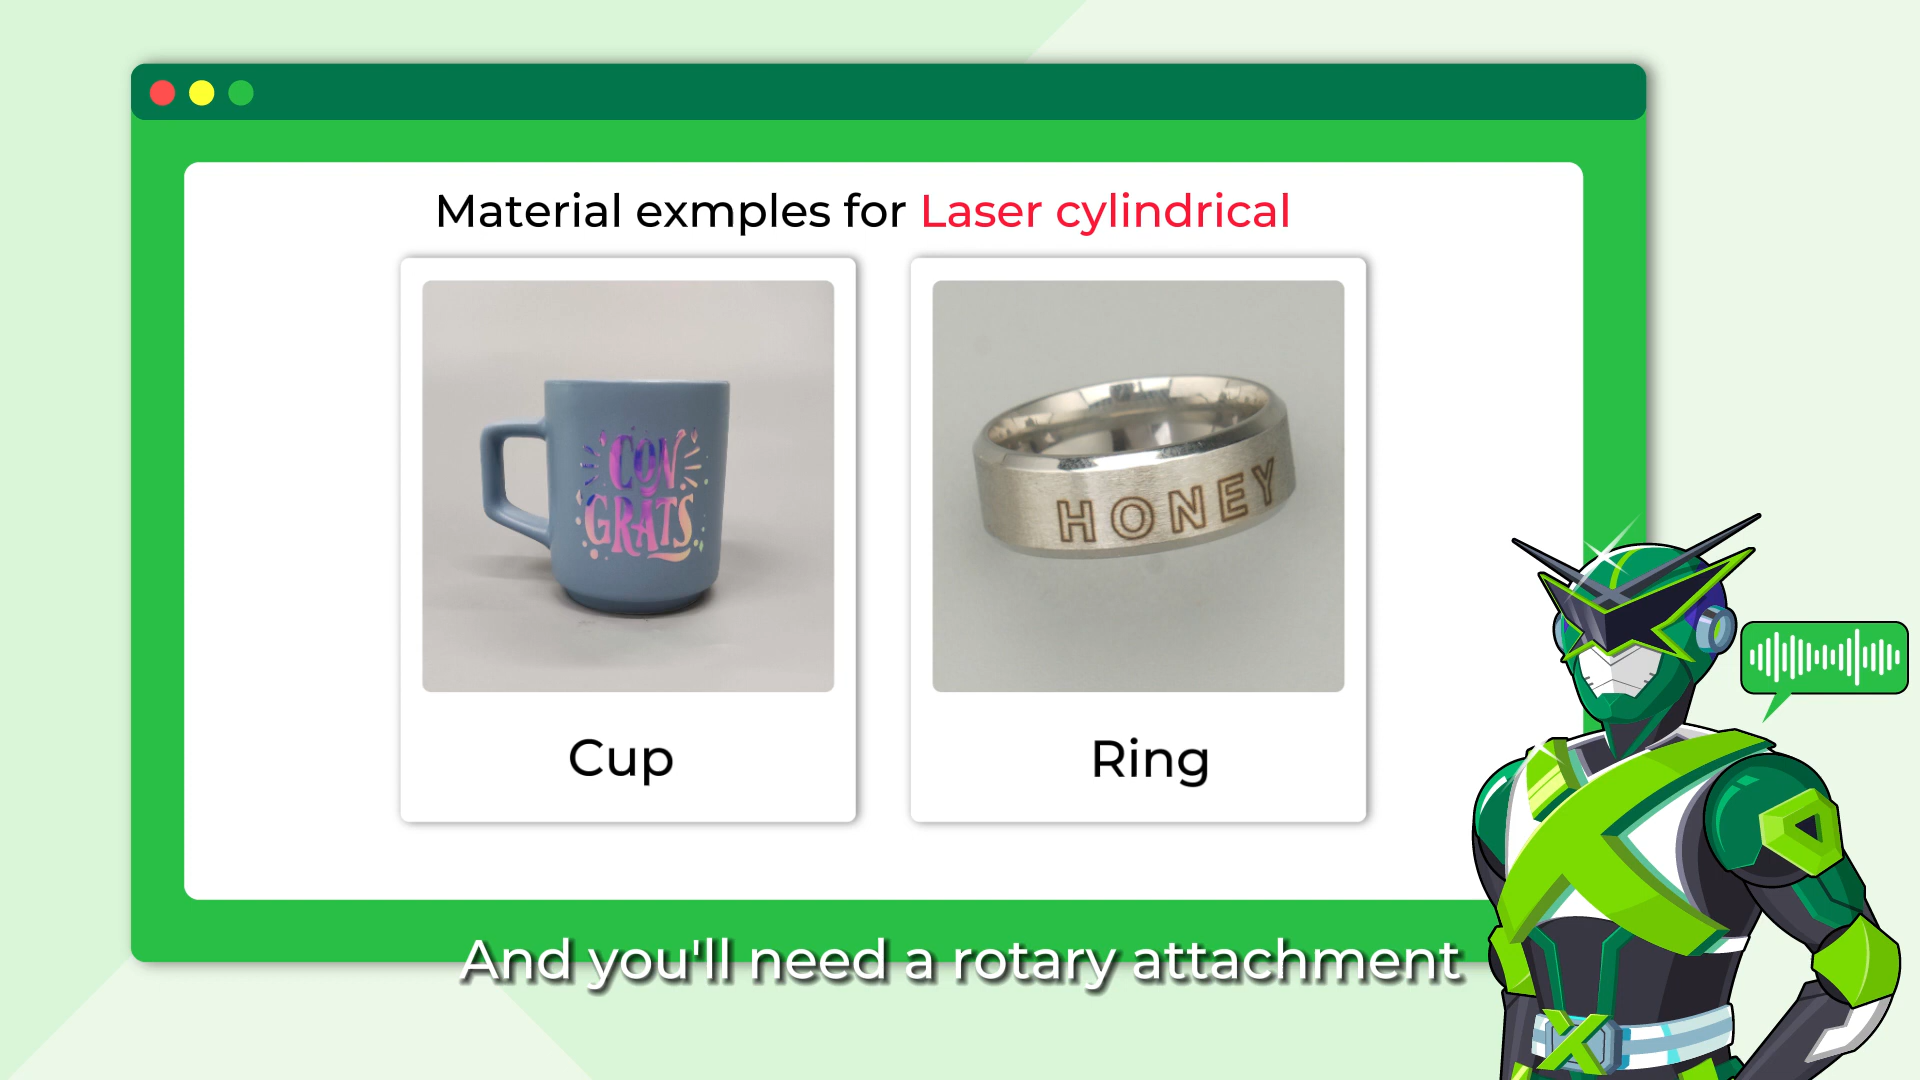 Material exmples for Laser cylindrical
CON
GRATS
HONEY
Cup
Ring
And you'll need a rotary attachment